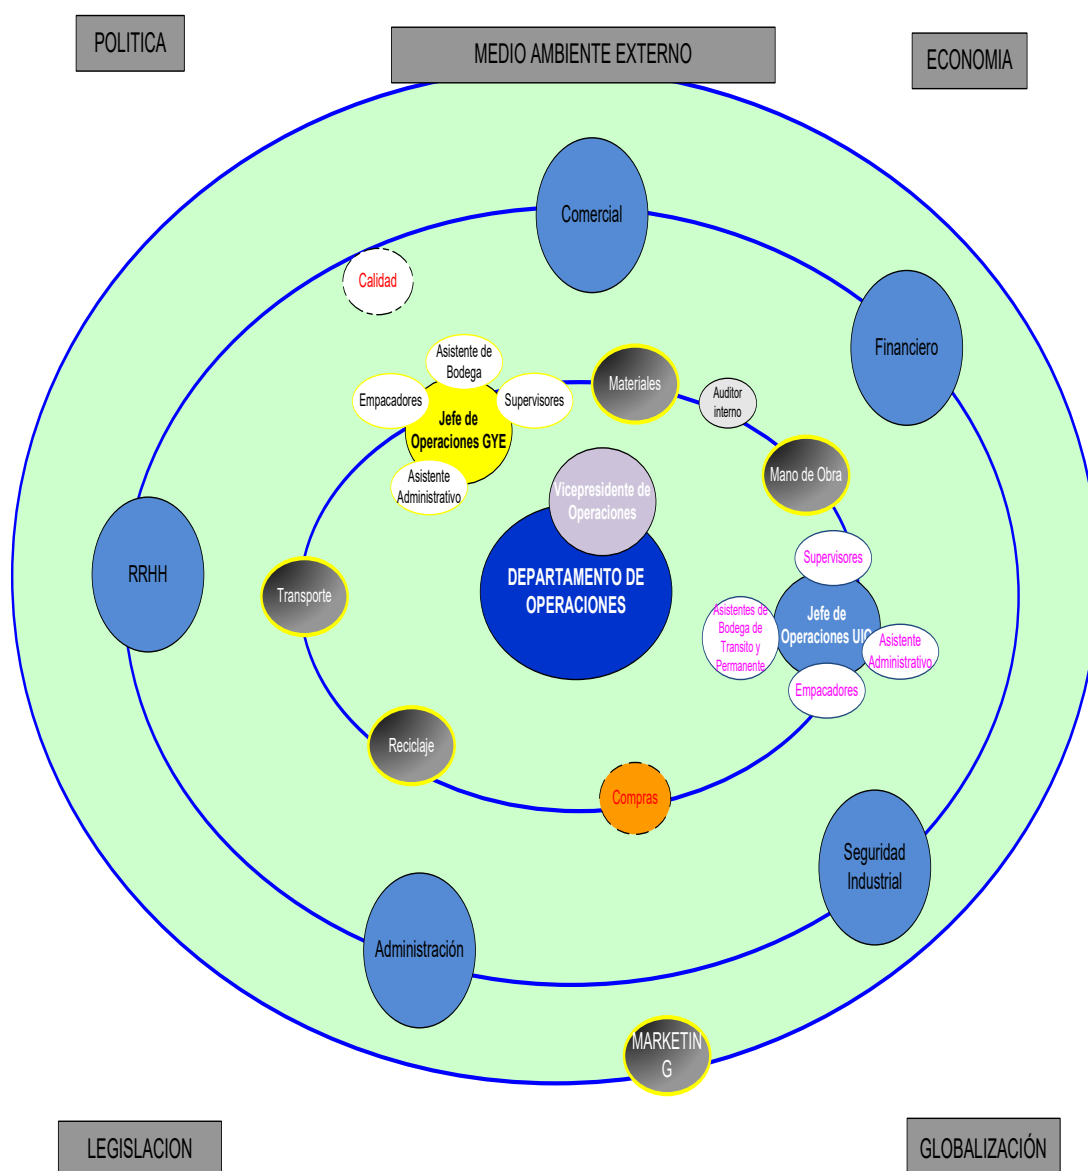 POLITICA
MEDIO AMBIENTE EXTERNO
ECONOMIA
Comercial
Calidad
Financiero
Asistente de
Bodega
Empacadores
Supervisores
Jefe de
Operaciones GYE
Asistente
Administrativo
Materiales
Auditor
interno
Mano de Obra
Vicepresidente de
Operaciones
DEPARTAMENTO DE
OPERACIONES
RRHH
Transporte
Supervisores
Asistentes de
Bodega de
Transito y
Permanente
Jefe de
Operaciones UIO
Asistente
Administrativo
Empacadores
Reciclaje
Compras
Seguridad
Industrial
Administración
MARKETIN
G
LEGISLACION
GLOBALIZACIÓN